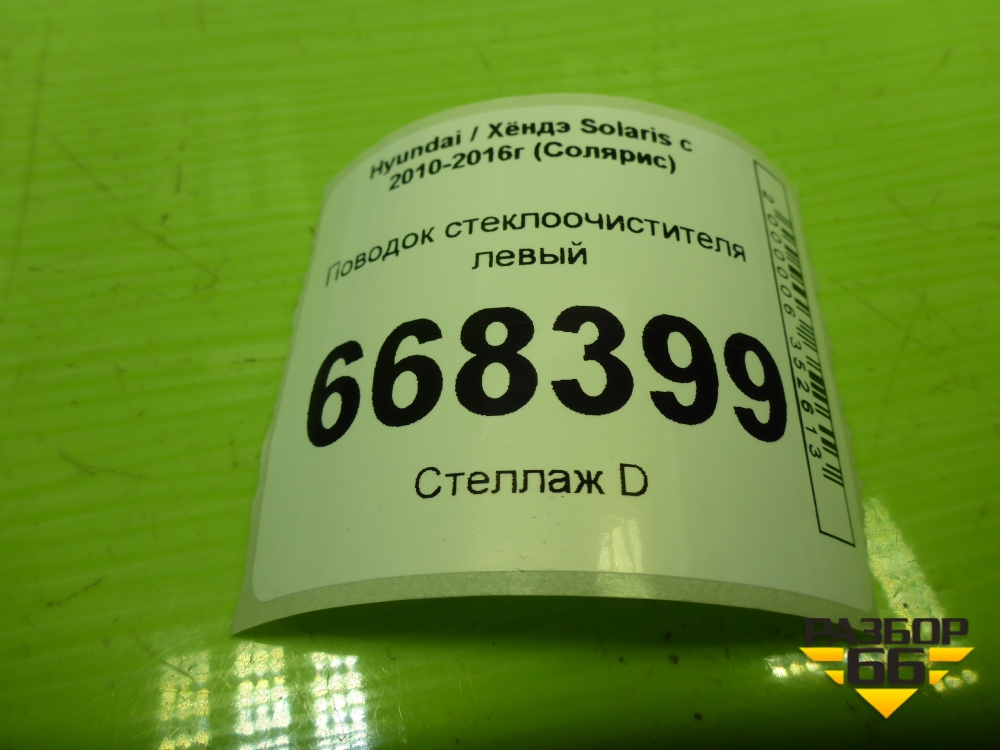 Hyundai / Хёндэ Solaris с
2010-2016г (Солярис)
Поводок стеклоочистителя
левый
668399
Стеллаж D
2000006352613
РАЗБОР
66